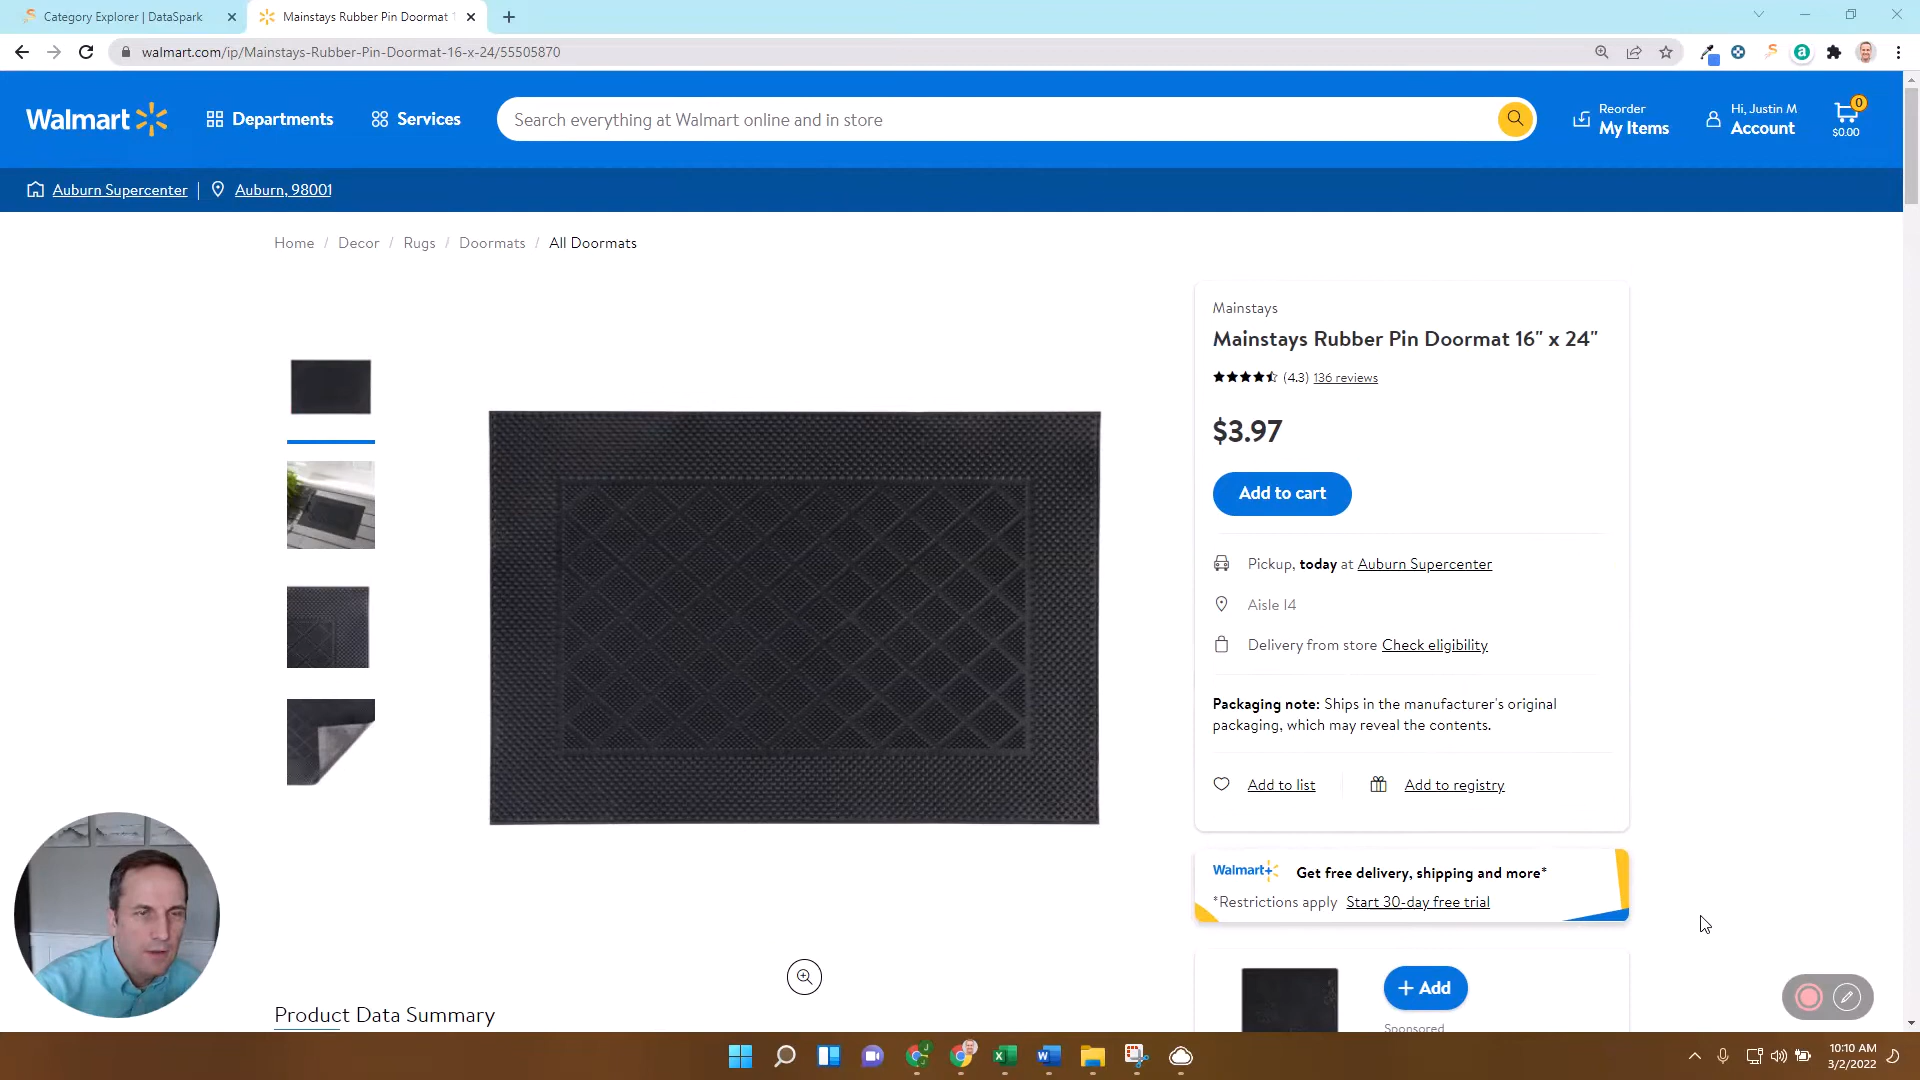 Category Explorer | DataSpark
Mainstays Rubber Pin Doormat 1
walmart.com/ip/Mainstays-Rubber-Pin-Doormat-16-x-24/55505870
Walmart
Departments
Services
Search everything at Walmart online and in store
Reorder
My Items
Hi, Justin M
Account
0
$0.00
Auburn Supercenter
Auburn, 98001
Home / Decor / Rugs / Doormats / All Doormats
Mainstays
Mainstays Rubber Pin Doormat 16" x 24"
(4.3) 136 reviews
$3.97
Add to cart
Pickup, today at Auburn Supercenter
Aisle I4
Delivery from store Check eligibility
Packaging note: Ships in the manufacturer's original
packaging, which may reveal the contents.
Add to list
Add to registry
Walmart+ Get free delivery, shipping and more*
*Restrictions apply Start 30-day free trial
+ Add
Sponsored
Product Data Summary
10:10 AM
3/2/2022